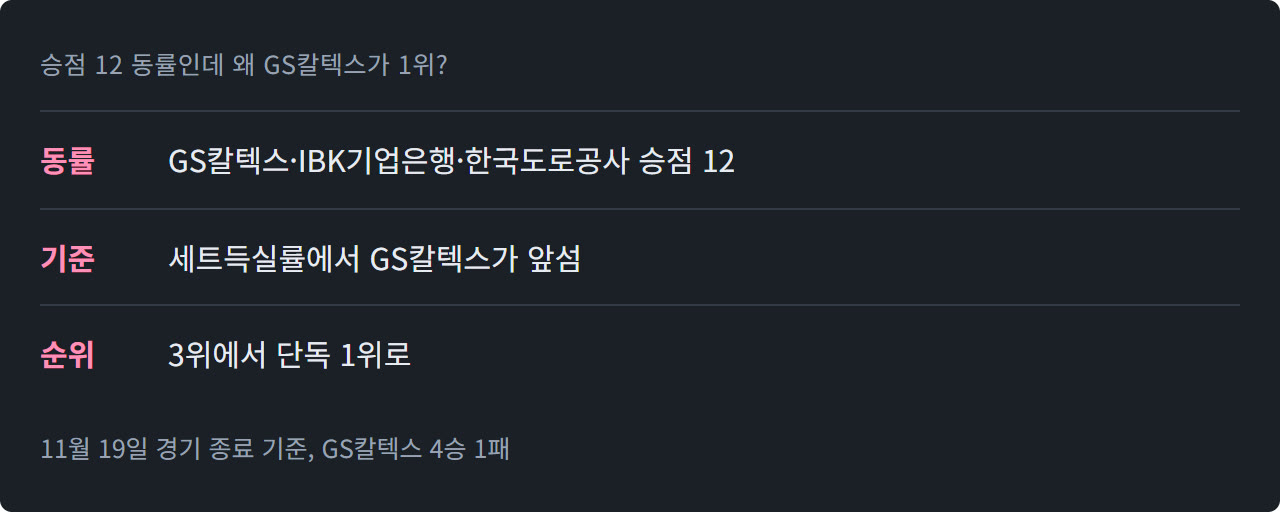 승점 12 동률인데 왜 GS칼텍스가 1위?
동률 GS칼텍스·IBK기업은행·한국도로공사 승점 12
기준 세트득실률에서 GS칼텍스가 앞섬
순위 3위에서 단독 1위로
11월 19일 경기 종료 기준, GS칼텍스 4승 1패